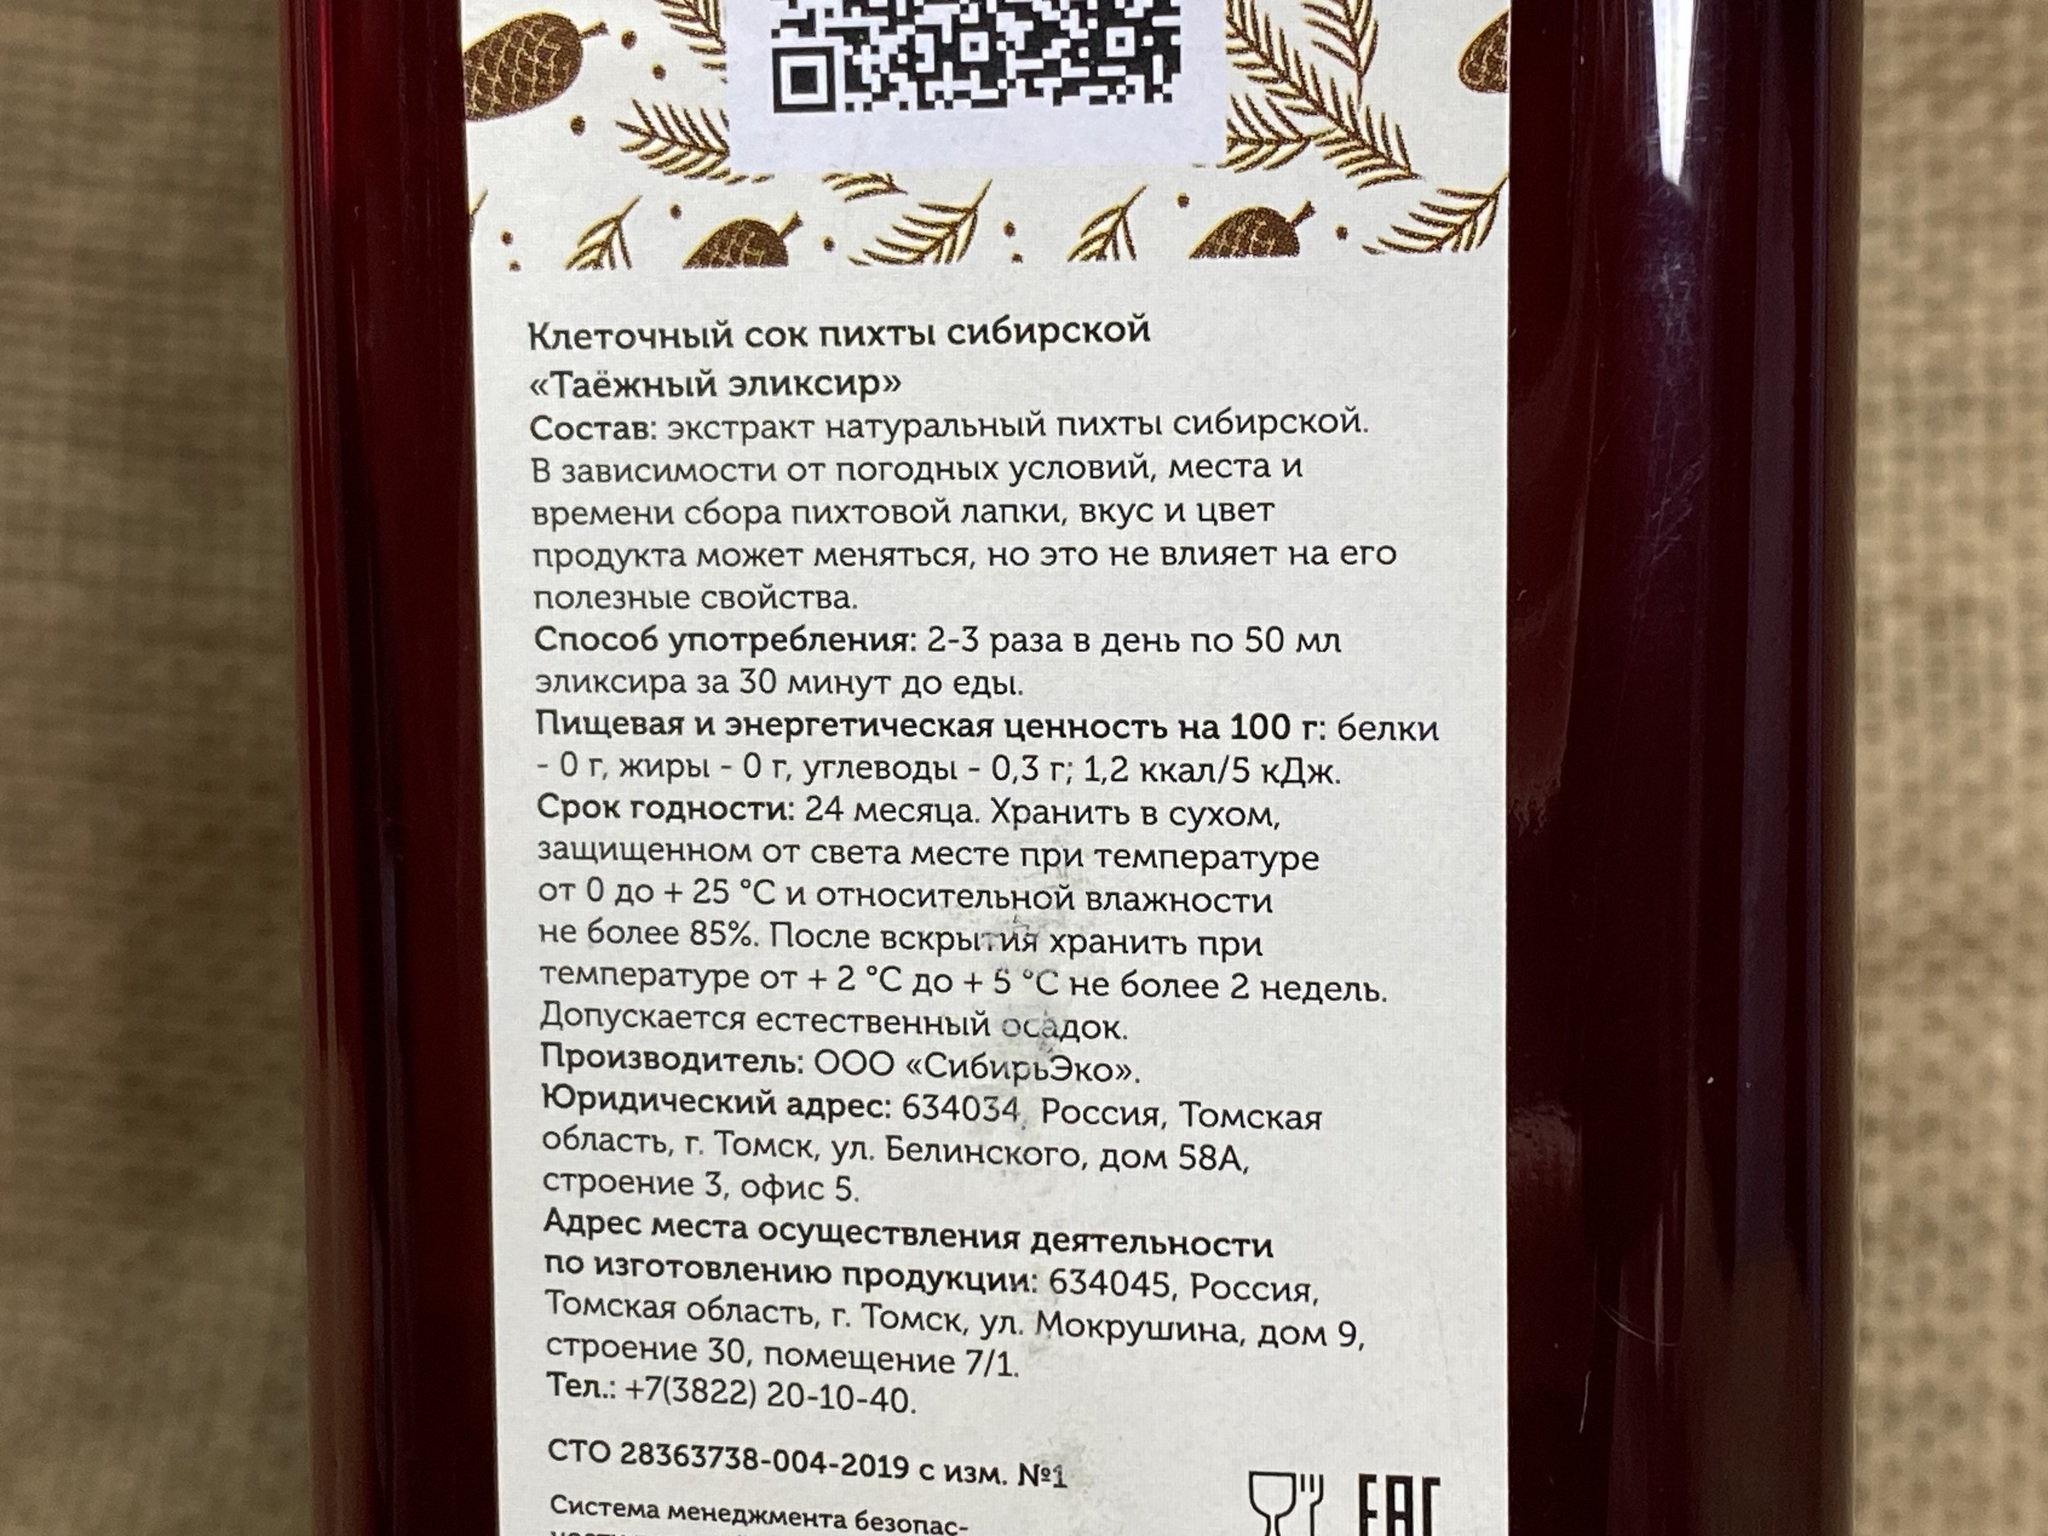 Клеточный сок пихты сибирской
«Таёжный эликсир»
Состав: экстракт натуральный пихты сибирской.
В зависимости от погодных условий, места и
времени сбора пихтовой лапки, вкус и цвет
продукта может меняться, но это не влияет на его
полезные свойства.
Способ употребления: 2-3 раза в день по 50 мл
эликсира за 30 минут до еды.
Пищевая и энергетическая ценность на 100 г: белки
- 0 г, жиры - 0 г, углеводы - 0,3 г; 1,2 ккал/5 кДж.
Срок годности: 24 месяца. Хранить в сухом,
защищенном от света месте при температуре
от 0 до + 25 °С и относительной влажности
не более 85%. После вскрытия хранить при
температуре от + 2 °С до + 5 °С не более 2 недель.
Допускается естественный осадок.
Производитель: ООО «СибирьЭко».
Юридический адрес: 634034, Россия, Томская
область, г. Томск, ул. Белинского, дом 58А,
строение 3, офис 5.
Адрес места осуществления деятельности
по изготовлению продукции: 634045, Россия,
Томская область, г. Томск, ул. Мокрушина, дом 9,
строение 30, помещение 7/1.
Тел.: +7(3822) 20-10-40.
СТО 28363738-004-2019 с изм. №1
Система менеджмента безопас-
EAC